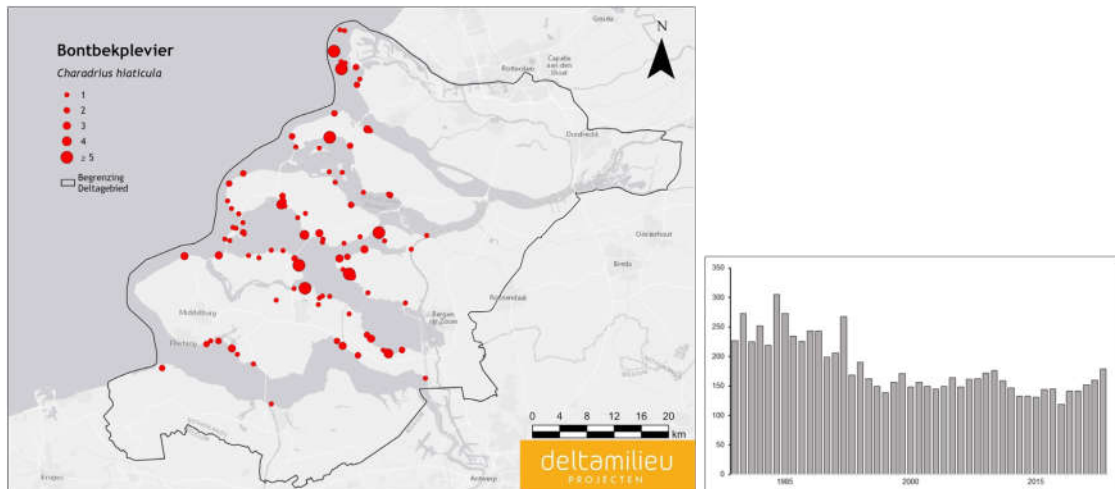 Bontbekplevier
Charadrius hiaticula
1
2
3
4
≥ 5
Begrenzing
Deltagebied
N
Gouda
Rotterdam
Capelle
aan den
IJssel
Dordrecht
Oosterhout
Breda
Roosendaal
Bergen
op Zoom
Middelburg
Vlissingen
Brugge
Antwerp
0 4 8 12 16 20
km
deltamilieu
PROJECTEN
350
300
250
200
150
100
50
0
1985
2000
2015